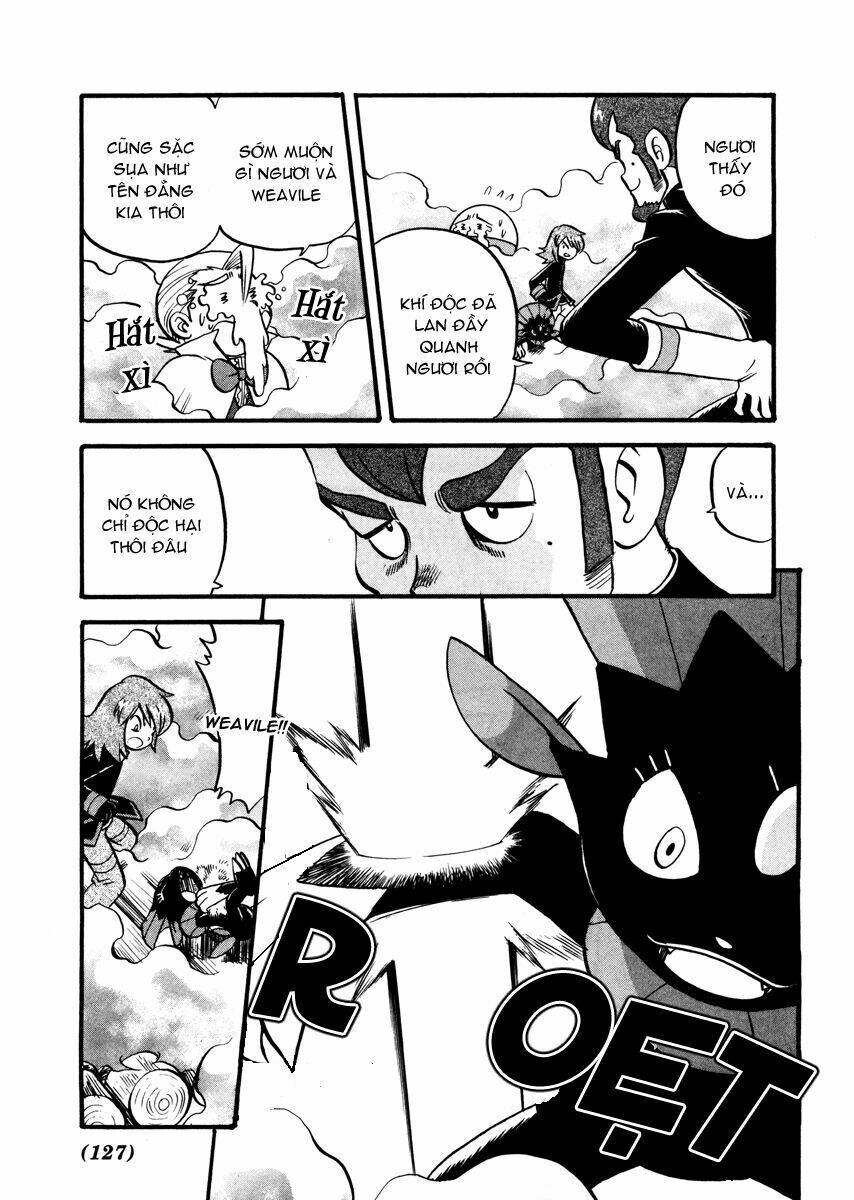 NGƯƠI
THẤY
ĐÓ
KHÍ ĐỘC ĐÃ
LAN ĐẦY
QUANH
NGƯƠI RỒI
SỚM MUỘN
GÌ NGƯƠI VÀ
WEAVILE
CŨNG SẶC
SỤA NHƯ
TÊN ĐẲNG
KIA THÔI
Hắt
xì
Hắt
xì
VÀ...
NÓ KHÔNG
CHỈ ĐỘC HẠI
THÔI ĐÂU
ROẸT
WEAVILE!!
(127)